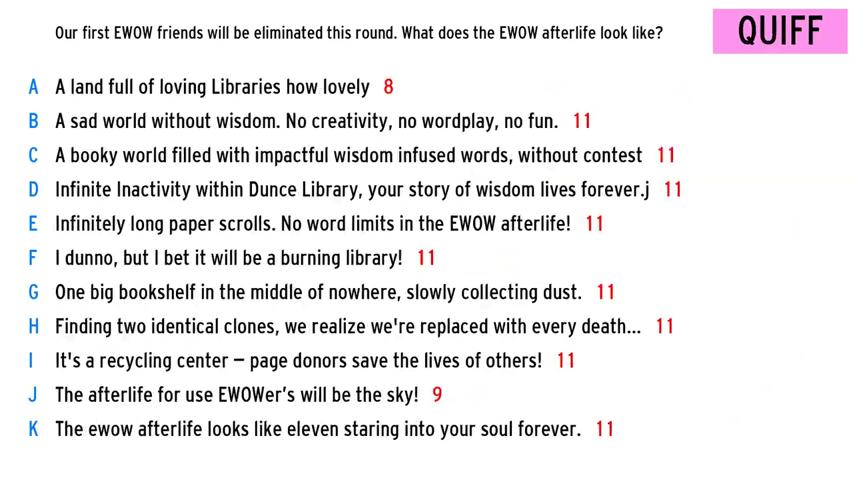 Our first EWOW friends will be eliminated this round. What does the EWOW afterlife look like?
QUIFF
A A land full of loving Libraries how lovely 8
B A sad world without wisdom. No creativity, no wordplay, no fun. 11
C A booky world filled with impactful wisdom infused words, without contest 11
D Infinite Inactivity within Dunce Library, your story of wisdom lives forever.j 11
E Infinitely long paper scrolls. No word limits in the EWOW afterlife! 11
F I dunno, but I bet it will be a burning library! 11
G One big bookshelf in the middle of nowhere, slowly collecting dust. 11
H Finding two identical clones, we realize we're replaced with every death... 11
I It's a recycling center – page donors save the lives of others! 11
J The afterlife for use EWOWer’s will be the sky! 9
K The ewow afterlife looks like eleven staring into your soul forever. 11